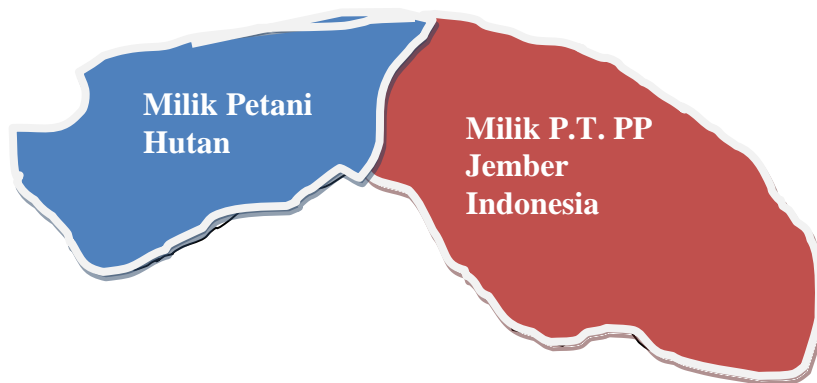 Milik Petani
Hutan
Milik P.T. PP
Jember
Indonesia